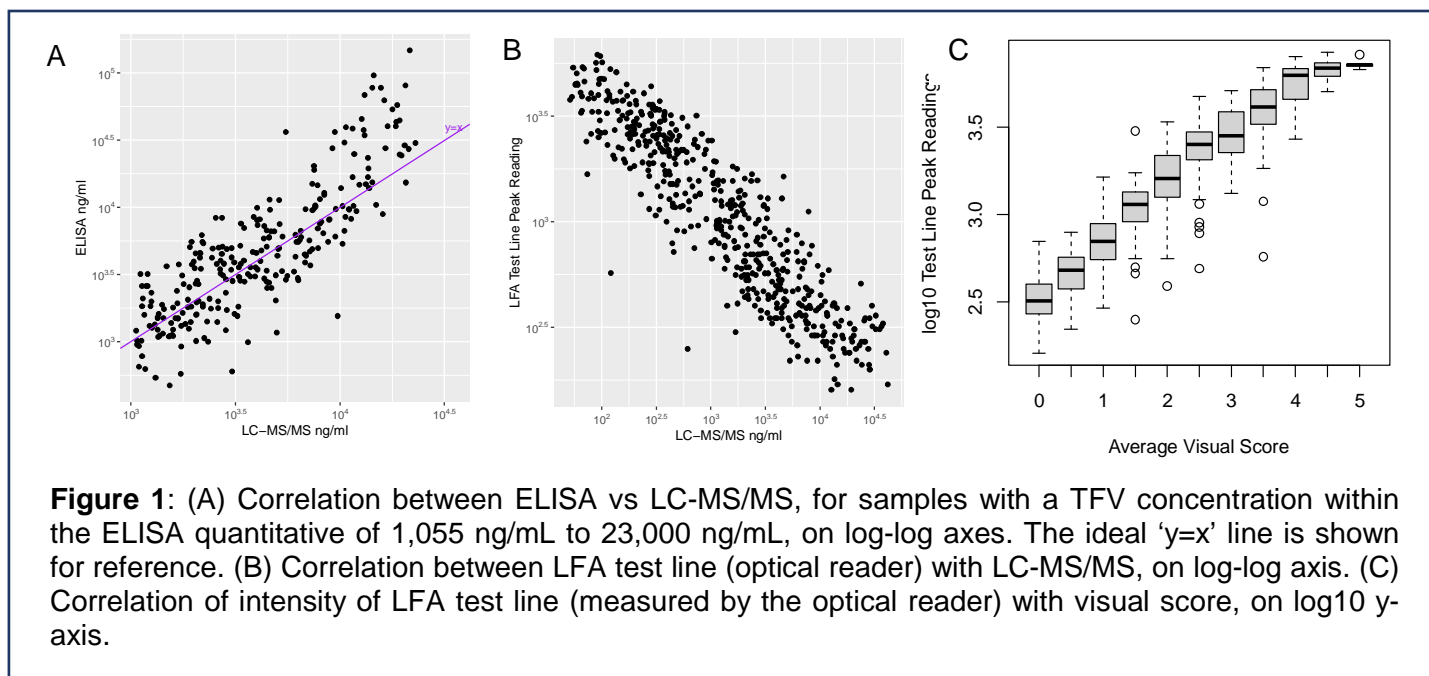 A
10^5
10^4.5
10^4
10^3.5
10^3
ELISA ng/ml
y=x
10^3
10^3.5
10^4
10^4.5
LC−MS/MS ng/ml
B
10^3.5
10^3
10^2.5
LFA Test Line Peak Reading
10^2
10^2.5
10^3
10^3.5
10^4
10^4.5
LC−MS/MS ng/ml
C
3.5
3.0
2.5
log10 Test Line Peak Readings
0 1 2 3 4 5
Average Visual Score
Figure 1: (A) Correlation between ELISA vs LC-MS/MS, for samples with a TFV concentration within
the ELISA quantitative of 1,055 ng/mL to 23,000 ng/mL, on log-log axes. The ideal ‘y=x’ line is shown
for reference. (B) Correlation between LFA test line (optical reader) with LC-MS/MS, on log-log axis. (C)
Correlation of intensity of LFA test line (measured by the optical reader) with visual score, on log10 y-
axis.